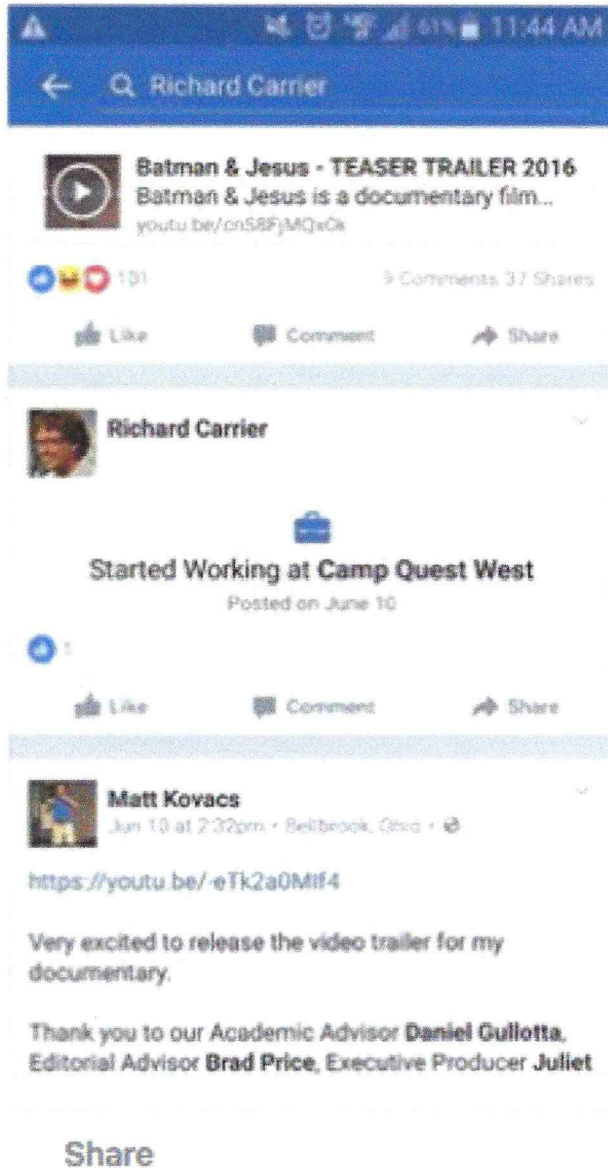 61% 11:44 AM
Richard Carrier
Batman & Jesus - TEASER TRAILER 2016
Batman & Jesus is a documentary film...
101
9 Comments 37 Shares
Like Comment Share
Richard Carrier
Started Working at Camp Quest West
Posted on June 10
1
Like Comment Share
Matt Kovacs
Jun 10 at 2:32pm • Bellbrook, Ohio •
https://youtu.be/-eTk2a0MIf4
Very excited to release the video trailer for my
documentary.
Thank you to our Academic Advisor Daniel Gullotta,
Editorial Advisor Brad Price, Executive Producer Juliet
Share